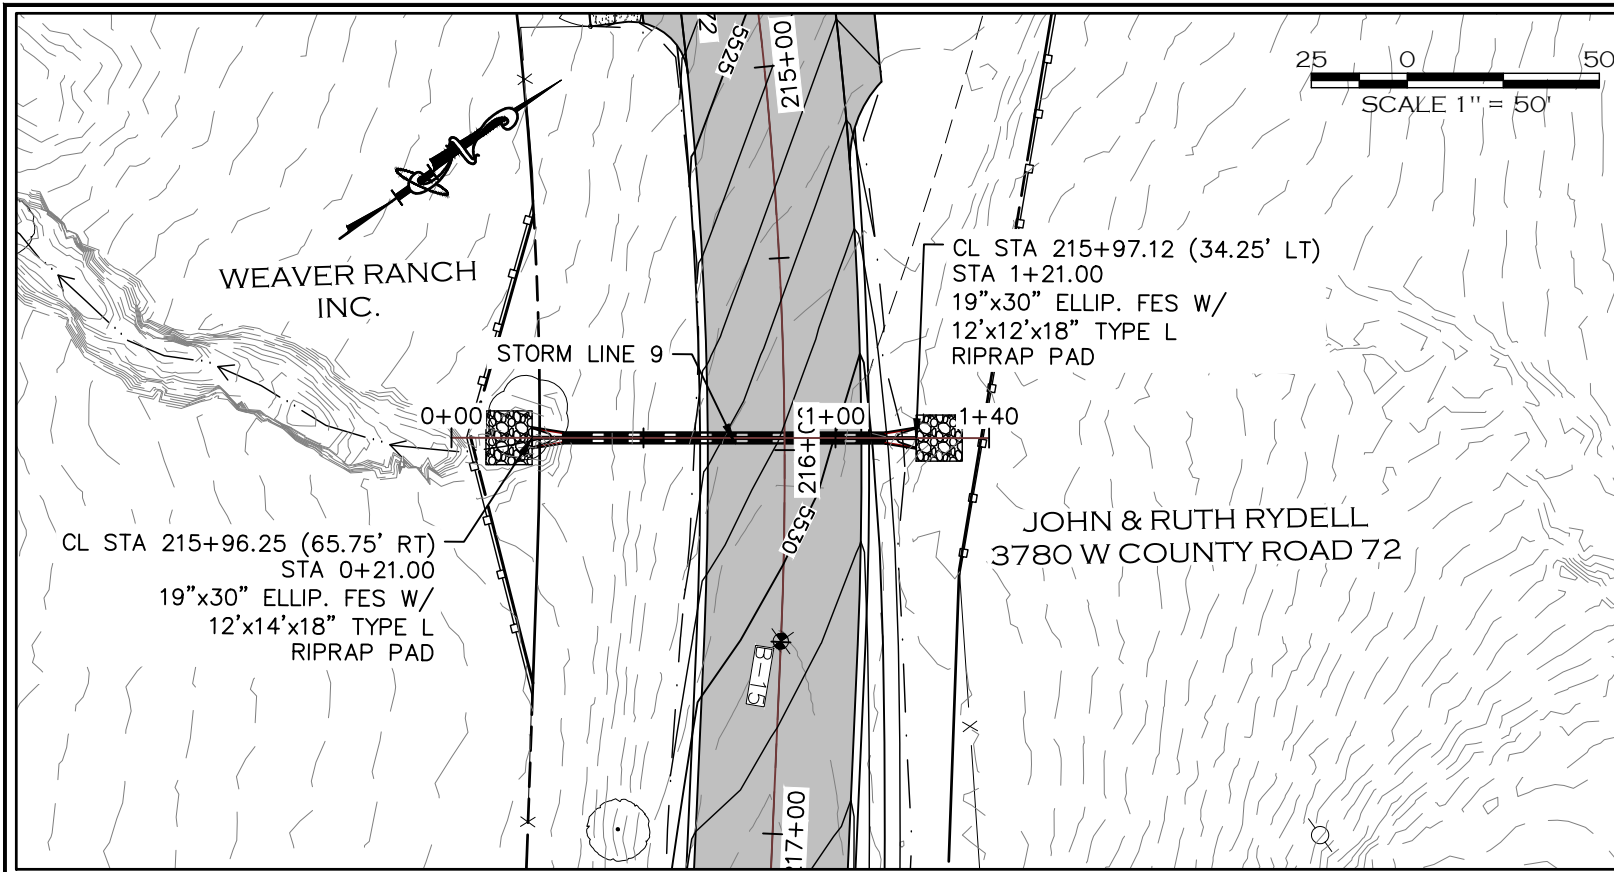 72
5525
215+00
25 0 50
SCALE 1" = 50'
WEAVER RANCH
INC.
CL STA 215+97.12 (34.25' LT)
STA 1+21.00
19"x30" ELLIP. FES W/
12'x12'x18" TYPE L
RIPRAP PAD
STORM LINE 9
0+00
1+00
1+40
5530
CL STA 215+96.25 (65.75' RT)
STA 0+21.00
19"x30" ELLIP. FES W/
12'x14'x18" TYPE L
RIPRAP PAD
JOHN & RUTH RYDELL
3780 W COUNTY ROAD 72
B-15
217+00